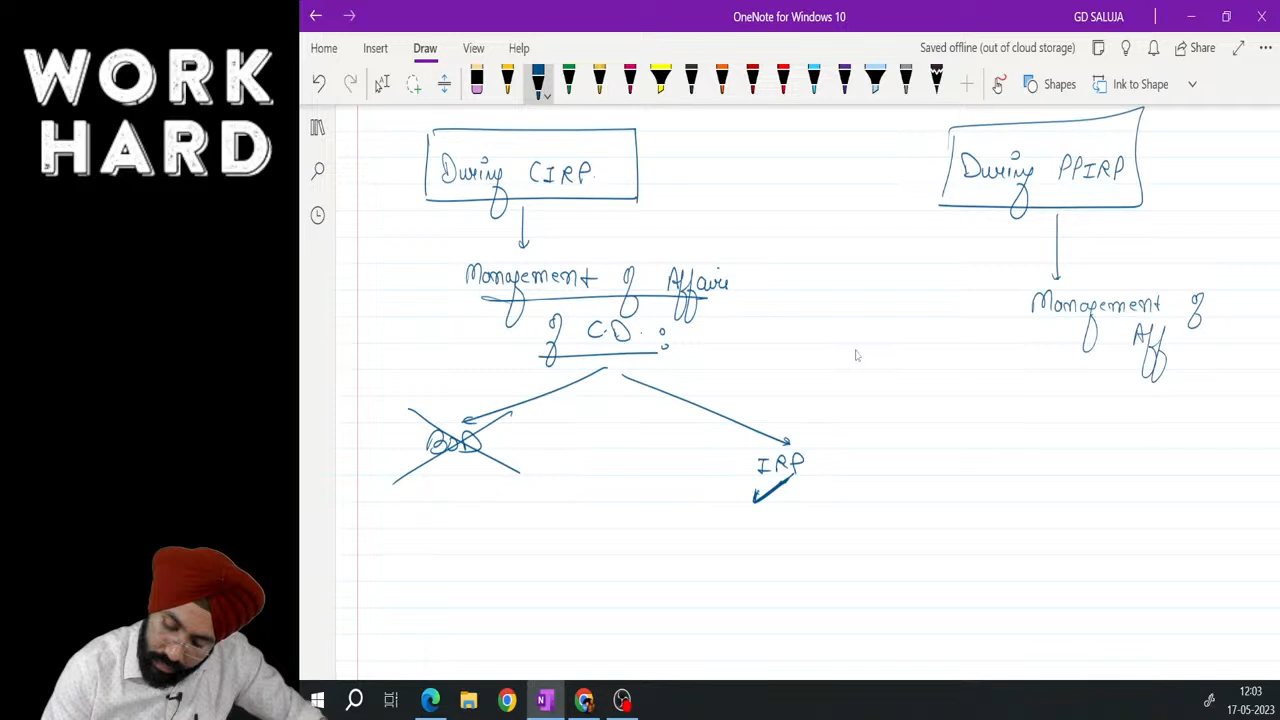 WORK
HARD
OneNote for Windows 10
GD SALUJA
Home Insert Draw View Help
Saved offline (out of cloud storage)
Share
Shapes
Ink to Shape
During CIRP.
During PPIRP
Management of Affairs
of C.D. :
Management of
Aff
BOD
IRP
12:03
17-05-2023